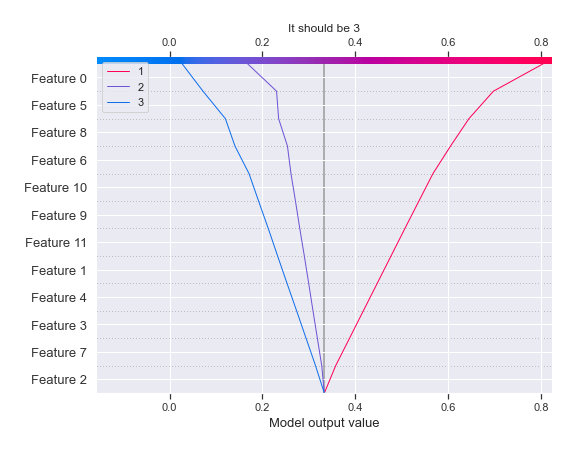 It should be 3
0.0 0.2 0.4 0.6 0.8
1
2
3
Feature 0
Feature 5
Feature 8
Feature 6
Feature 10
Feature 9
Feature 11
Feature 1
Feature 4
Feature 3
Feature 7
Feature 2
0.0 0.2 0.4 0.6 0.8
Model output value